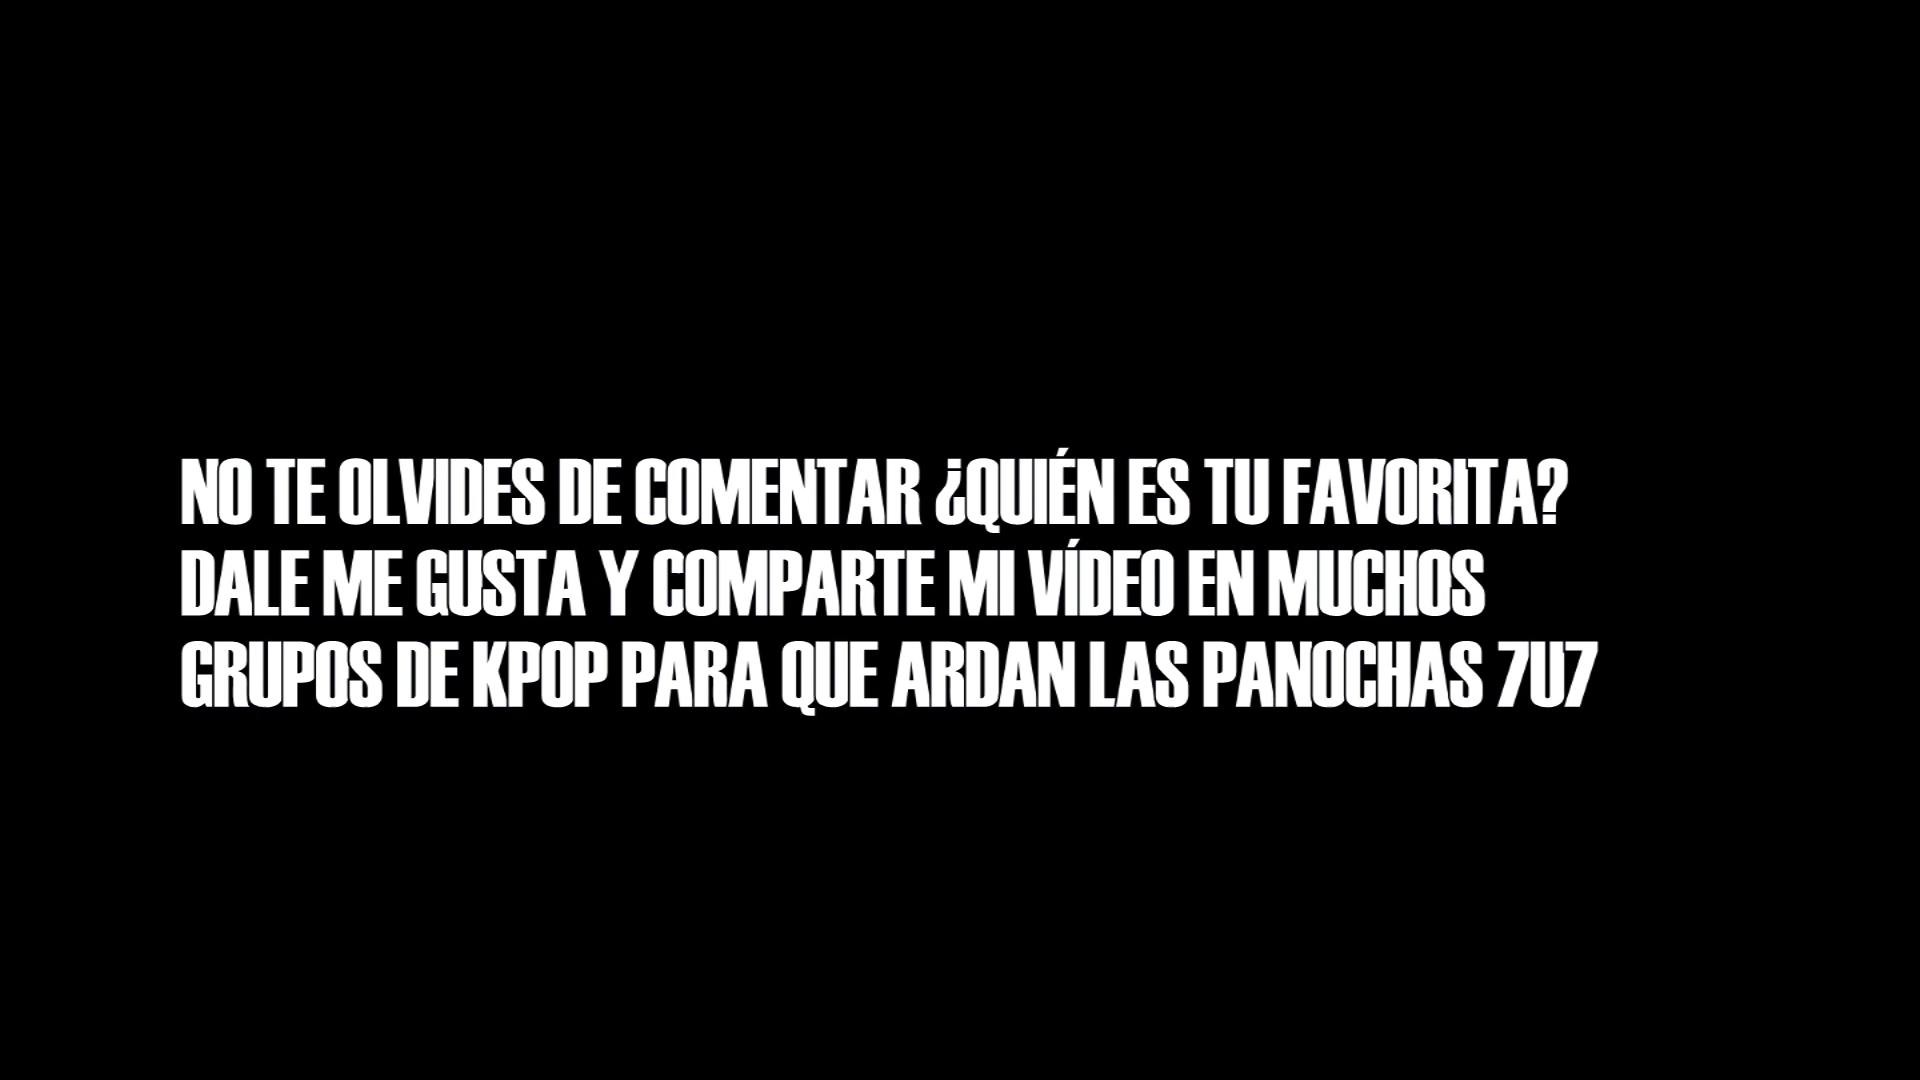 NO TE OLVIDES DE COMENTAR ¿QUIÉN ES TU FAVORITA?
DALE ME GUSTA Y COMPARTE MI VÍDEO EN MUCHOS
GRUPOS DE KPOP PARA QUE ARDAN LAS PANOCHAS 7U7